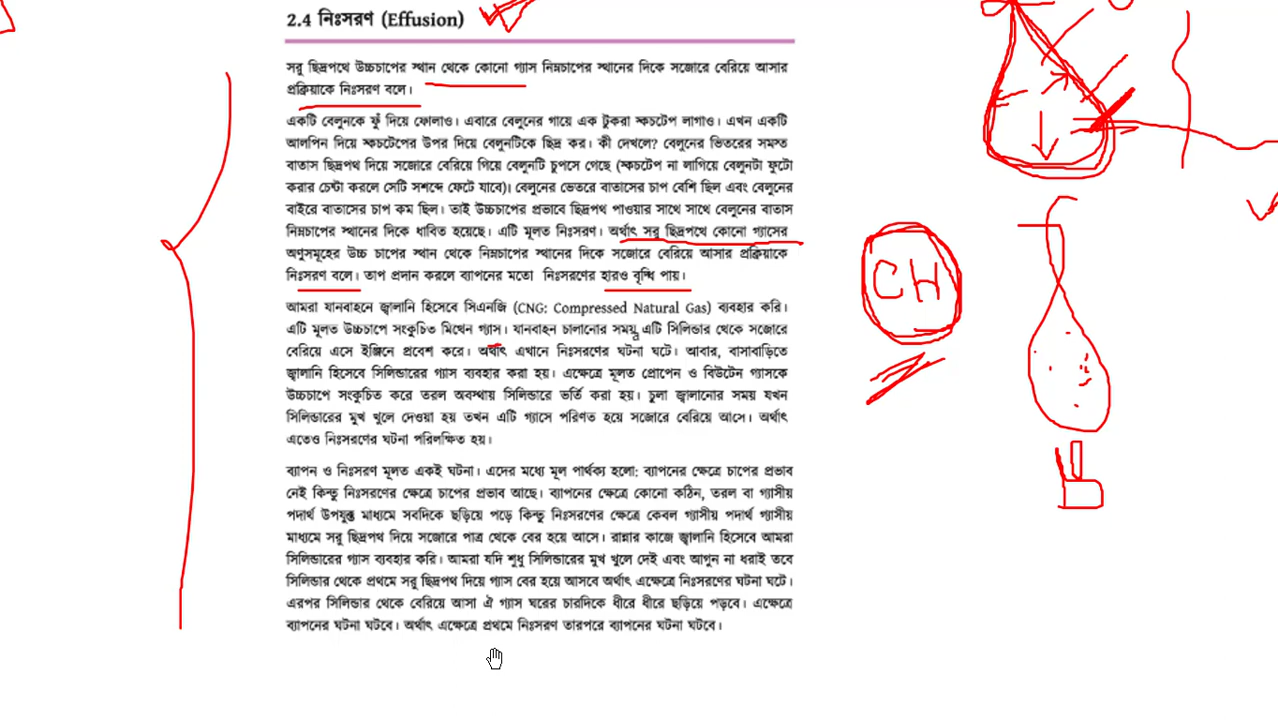 2.4 নিঃসরণ (Effusion)
সরু ছিদ্রপথে উচ্চচাপের স্থান থেকে কোনো গ্যাস নিম্নচাপের স্থানের দিকে সজোরে বেরিয়ে আসার
প্রক্রিয়াকে নিঃসরণ বলে।
একটি বেলুনকে ফুঁ দিয়ে ফোলাও। এবারে বেলুনের গায়ে এক টুকরা স্কচটেপ লাগাও। এখন একটি
আলপিন দিয়ে স্কচটেপের উপর দিয়ে বেলুনটিকে ছিদ্র কর। কী দেখলে? বেলুনের ভিতরের সমস্ত
বাতাস ছিদ্রপথ দিয়ে সজোরে বেরিয়ে গিয়ে বেলুনটি চুপসে গেছে (স্কচটেপ না লাগিয়ে বেলুনটা ফুটো
করার চেষ্টা করলে সেটি সশব্দে ফেটে যাবে)। বেলুনের ভেতরে বাতাসের চাপ বেশি ছিল এবং বেলুনের
বাইরে বাতাসের চাপ কম ছিল। তাই উচ্চচাপের প্রভাবে ছিদ্রপথ পাওয়ার সাথে সাথে বেলুনের বাতাস
নিম্নচাপের স্থানের দিকে ধাবিত হয়েছে। এটি মূলত নিঃসরণ। অর্থাৎ সরু ছিদ্রপথে কোনো গ্যাসের
অণুসমূহের উচ্চ চাপের স্থান থেকে নিম্নচাপের স্থানের দিকে সজোরে বেরিয়ে আসার প্রক্রিয়াকে
নিঃসরণ বলে। তাপ প্রদান করলে ব্যাপনের মতো নিঃসরণের হারও বৃদ্ধি পায়।
CH
আমরা যানবাহনে জ্বালানি হিসেবে সিএনজি (CNG: Compressed Natural Gas) ব্যবহার করি।
এটি মূলত উচ্চচাপে সংকুচিত মিথেন গ্যাস। যানবাহন চালানোর সময় এটি সিলিন্ডার থেকে সজোরে
বেরিয়ে এসে ইঞ্জিনে প্রবেশ করে। অর্থাৎ এখানে নিঃসরণের ঘটনা ঘটে। আবার, বাসাবাড়িতে
জ্বালানি হিসেবে সিলিন্ডারের গ্যাস ব্যবহার করা হয়। এক্ষেত্রে মূলত প্রোপেন ও বিউটেন গ্যাসকে
উচ্চচাপে সংকুচিত করে তরল অবস্থায় সিলিন্ডারে ভর্তি করা হয়। চুলা জ্বালানোর সময় যখন
সিলিন্ডারের মুখ খুলে দেওয়া হয় তখন এটি গ্যাসে পরিণত হয়ে সজোরে বেরিয়ে আসে। অর্থাৎ
এতেও নিঃসরণের ঘটনা পরিলক্ষিত হয়।
ব্যাপন ও নিঃসরণ মূলত একই ঘটনা। এদের মধ্যে মূল পার্থক্য হলো: ব্যাপনের ক্ষেত্রে চাপের প্রভাব
নেই কিন্তু নিঃসরণের ক্ষেত্রে চাপের প্রভাব আছে। ব্যাপনের ক্ষেত্রে কোনো কঠিন, তরল বা গ্যাসীয়
পদার্থ উপযুক্ত মাধ্যমে সবদিকে ছড়িয়ে পড়ে কিন্তু নিঃসরণের ক্ষেত্রে কেবল গ্যাসীয় পদার্থ গ্যাসীয়
মাধ্যমে সরু ছিদ্রপথ দিয়ে সজোরে পাত্র থেকে বের হয়ে আসে। রান্নার কাজে জ্বালানি হিসেবে আমরা
সিলিন্ডারের গ্যাস ব্যবহার করি। আমরা যদি শুধু সিলিন্ডারের মুখ খুলে দেই এবং আগুন না ধরাই তবে
সিলিন্ডার থেকে প্রথমে সরু ছিদ্রপথ দিয়ে গ্যাস বের হয়ে আসবে অর্থাৎ এক্ষেত্রে নিঃসরণের ঘটনা ঘটে।
এরপর সিলিন্ডার থেকে বেরিয়ে আসা ঐ গ্যাস ঘরের চারদিকে ধীরে ধীরে ছড়িয়ে পড়বে। এক্ষেত্রে
ব্যাপনের ঘটনা ঘটবে। অর্থাৎ এক্ষেত্রে প্রথমে নিঃসরণ তারপরে ব্যাপনের ঘটনা ঘটবে।